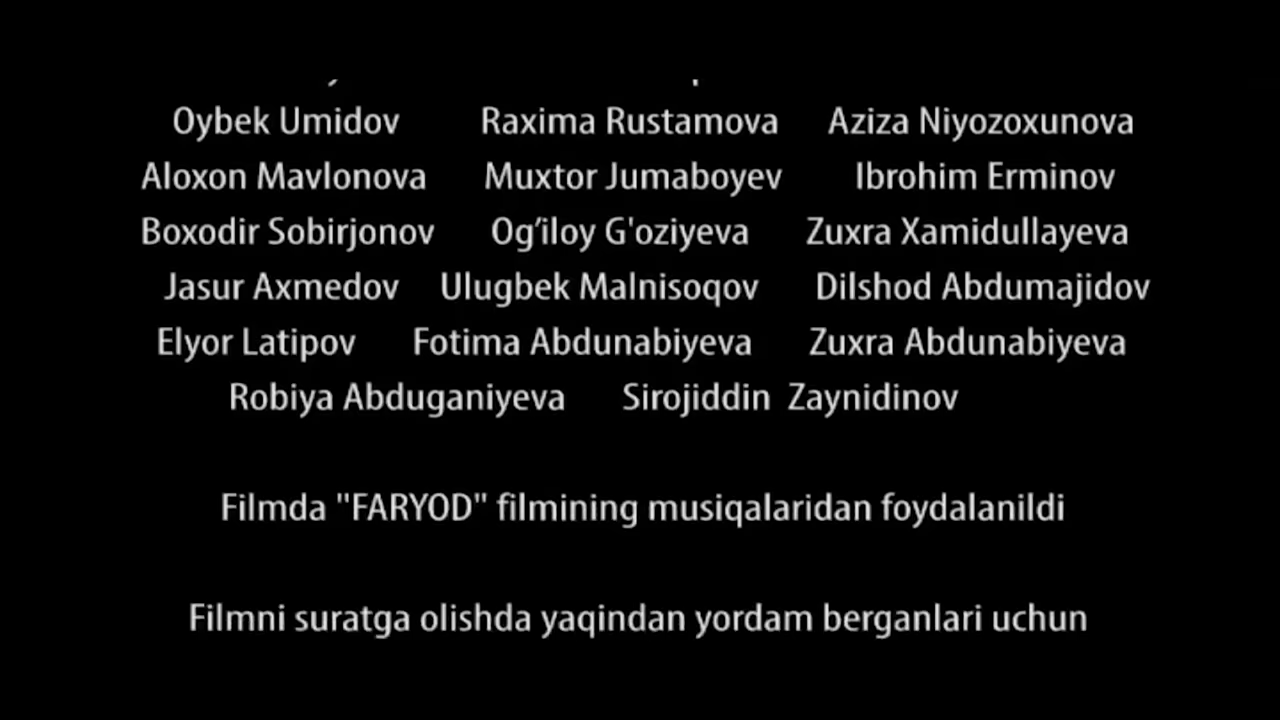 Oybek Umidov Raxima Rustamova Aziza Niyozoxunova
Aloxon Mavlonova Muxtor Jumaboyev Ibrohim Erminov
Boxodir Sobirjonov Og‘iloy G'oziyeva Zuxra Xamidullayeva
Jasur Axmedov Ulugbek Malnisoqov Dilshod Abdumajidov
Elyor Latipov Fotima Abdunabiyeva Zuxra Abdunabiyeva
Robiya Abduganiyeva Sirojiddin Zaynidinov
Filmda "FARYOD" filmining musiqalaridan foydalanildi
Filmni suratga olishda yaqindan yordam berganlari uchun